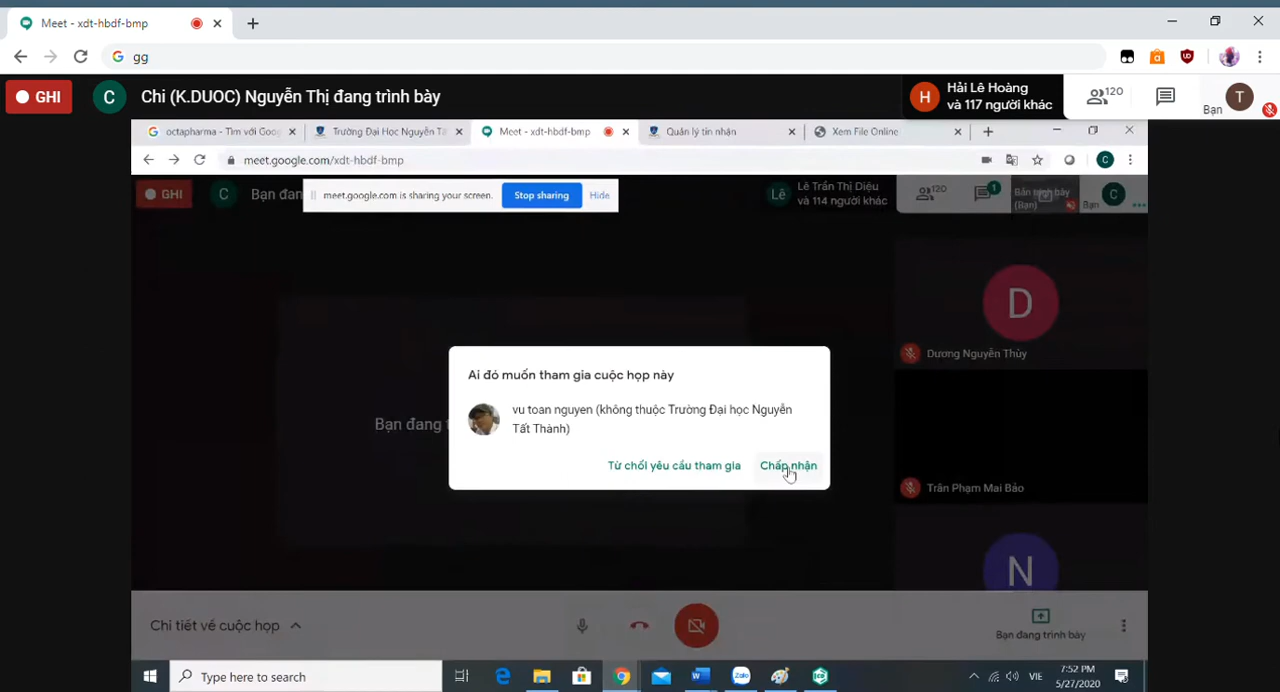 Meet - xdt-hbdf-bmp
gg
GHI
C
Chi (K.DUOC) Nguyễn Thị đang trình bày
H
Hải Lê Hoàng
và 117 người khác
120
Bạn
T
octapharma - Tìm với Goo
Trường Đại Học Nguyễn Tấ
Meet - xdt-hbdf-bmp
Quản lý tin nhắn
Xem File Online
meet.google.com/xdt-hbdf-bmp
C
GHI
C
Bạn đan
meet.google.com is sharing your screen.
Stop sharing
Hide
Lê
Lê Trần Thị Diệu
và 114 người khác
120
1
Bản trình bày
(Bạn)
Bạn
C
D
Dương Nguyễn Thùy
Ai đó muốn tham gia cuộc họp này
vu toan nguyen (không thuộc Trường Đại học Nguyễn
Tất Thành)
Từ chối yêu cầu tham gia
Chấp nhận
Bạn đang t
Trân Phạm Mai Bảo
N
Chi tiết về cuộc họp
Bạn đang trình bày
Type here to search
W
Zalo
VIE
7:52 PM
5/27/2020